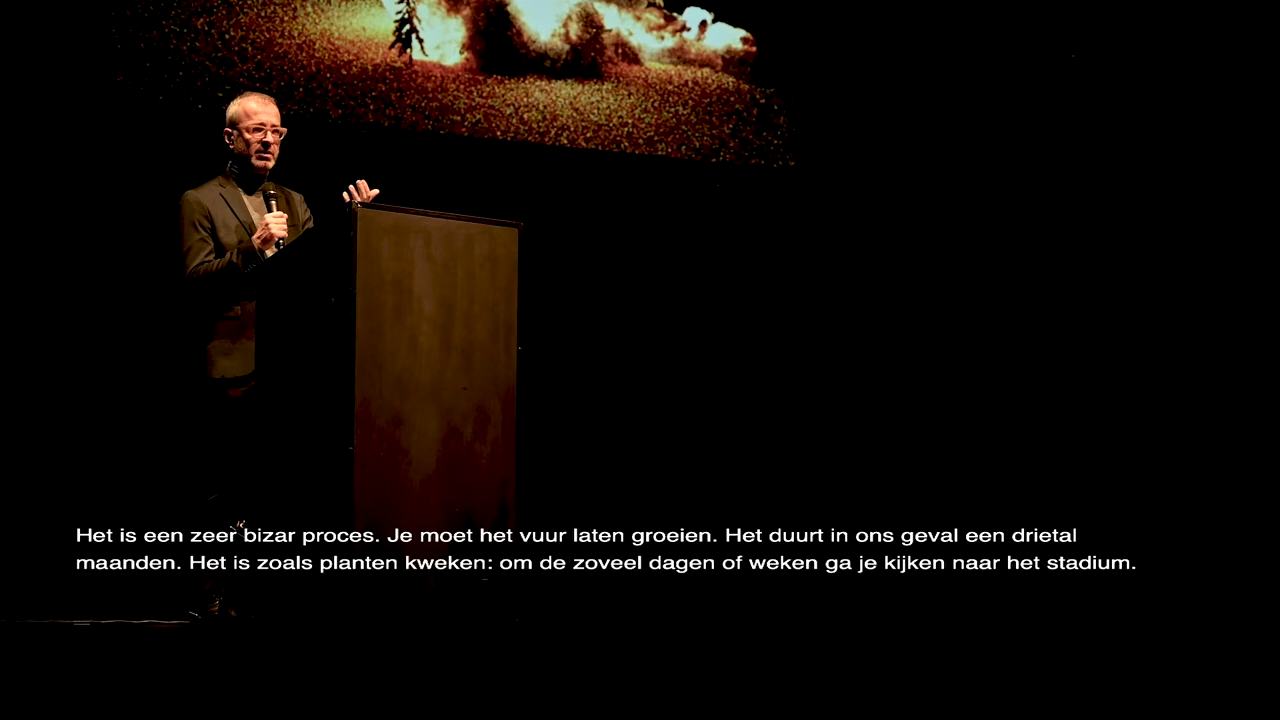 Het is een zeer bizar proces. Je moet het vuur laten groeien. Het duurt in ons geval een drietal
maanden. Het is zoals planten kweken: om de zoveel dagen of weken ga je kijken naar het stadium.